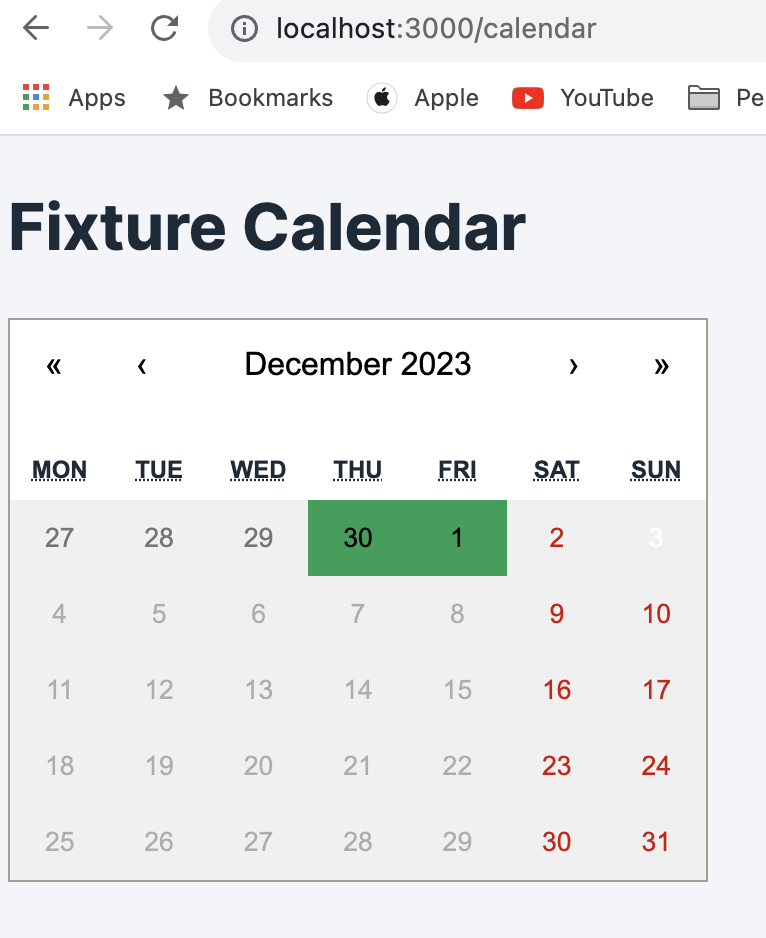 localhost:3000/calendar
Apps Bookmarks Apple YouTube Pe
Fixture Calendar
« ‹ December 2023 › »
MON TUE WED THU FRI SAT SUN
27 28 29 30 1 2 3
4 5 6 7 8 9 10
11 12 13 14 15 16 17
18 19 20 21 22 23 24
25 26 27 28 29 30 31